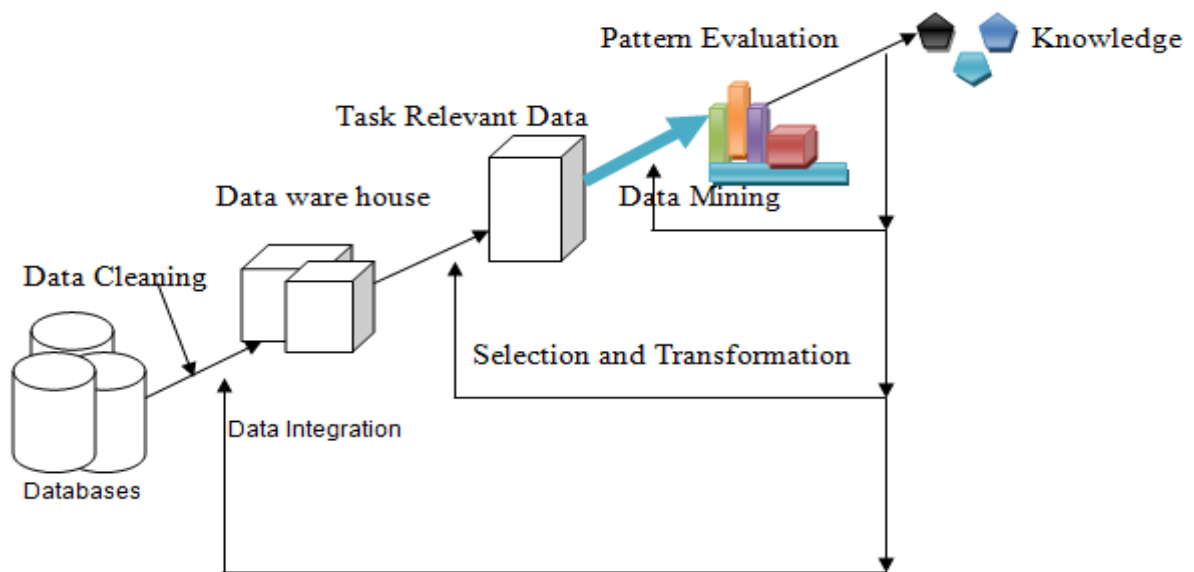 Pattern Evaluation
Knowledge
Task Relevant Data
Data ware house
Data Mining
Data Cleaning
Selection and Transformation
Data Integration
Databases